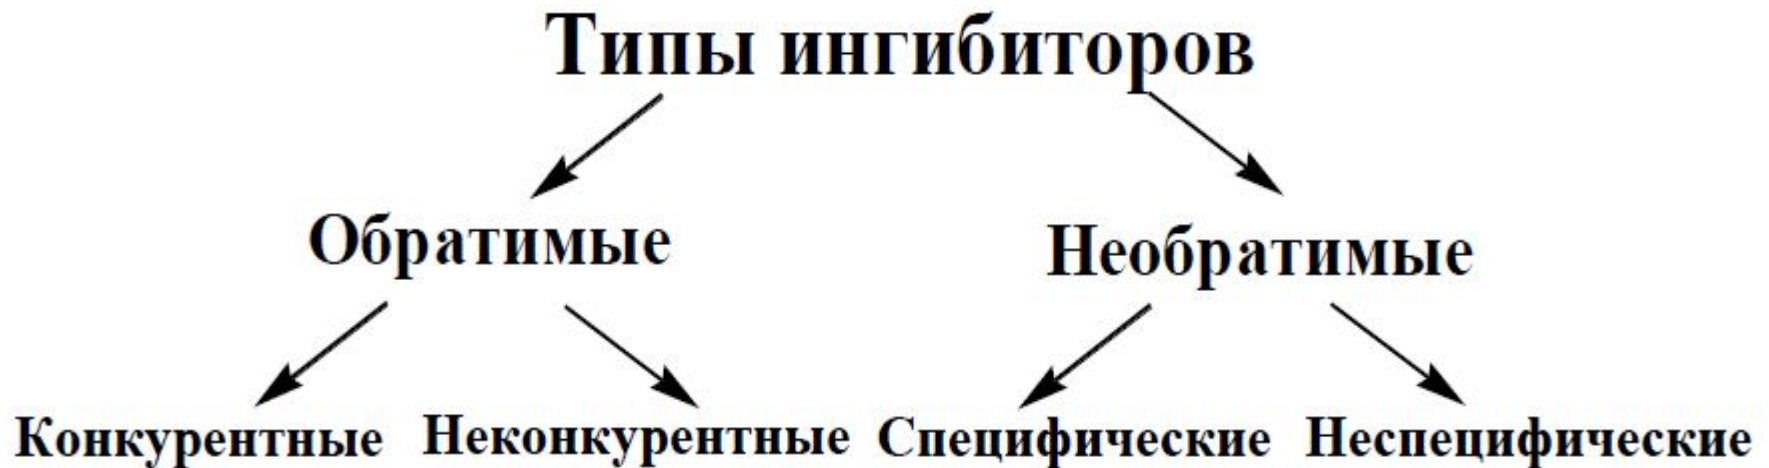 Типы ингибиторов
Обратимые Необратимые
Конкурентные Неконкурентные Специфические Неспецифические